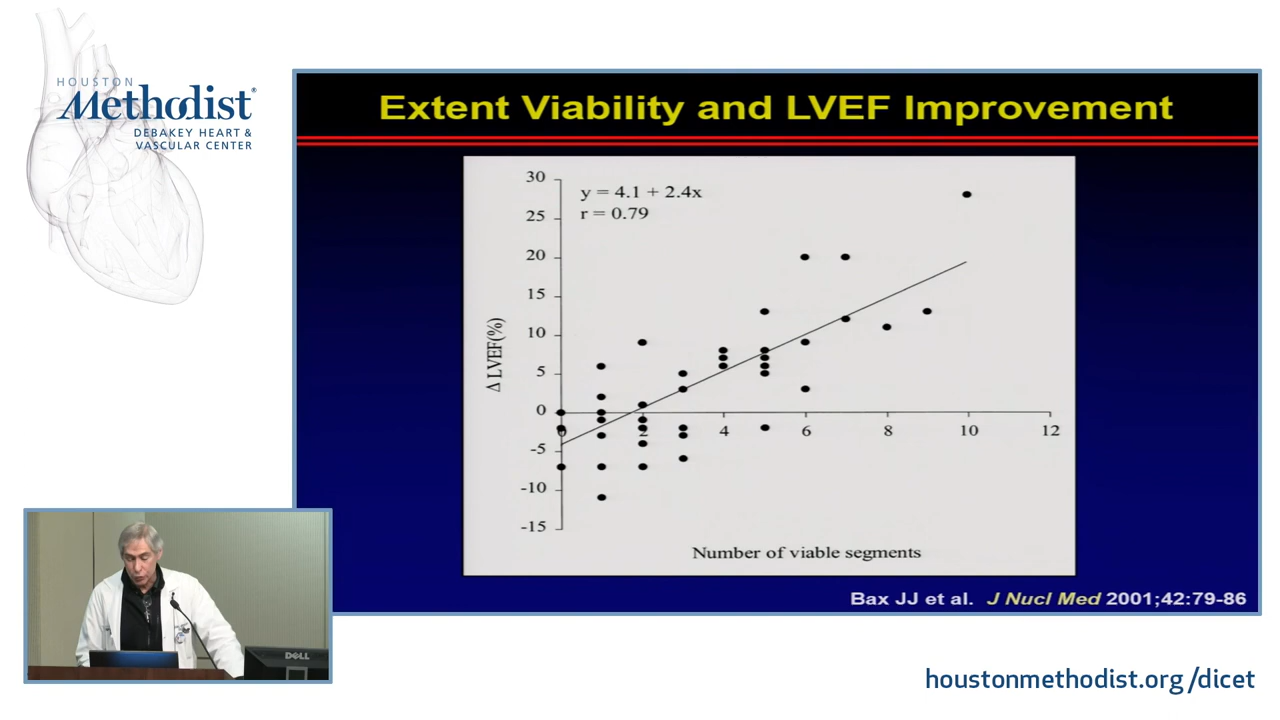 HOUSTON
Methodist®
DEBAKEY HEART &
VASCULAR CENTER
Extent Viability and LVEF Improvement
y = 4.1 + 2.4x
r = 0.79
30
25
20
15
10
5
0
-5
-10
-15
Δ LVEF(%)
0 2 4 6 8 10 12
Number of viable segments
Bax JJ et al. J Nucl Med 2001;42:79-86
DELL
houstonmethodist.org/dicet